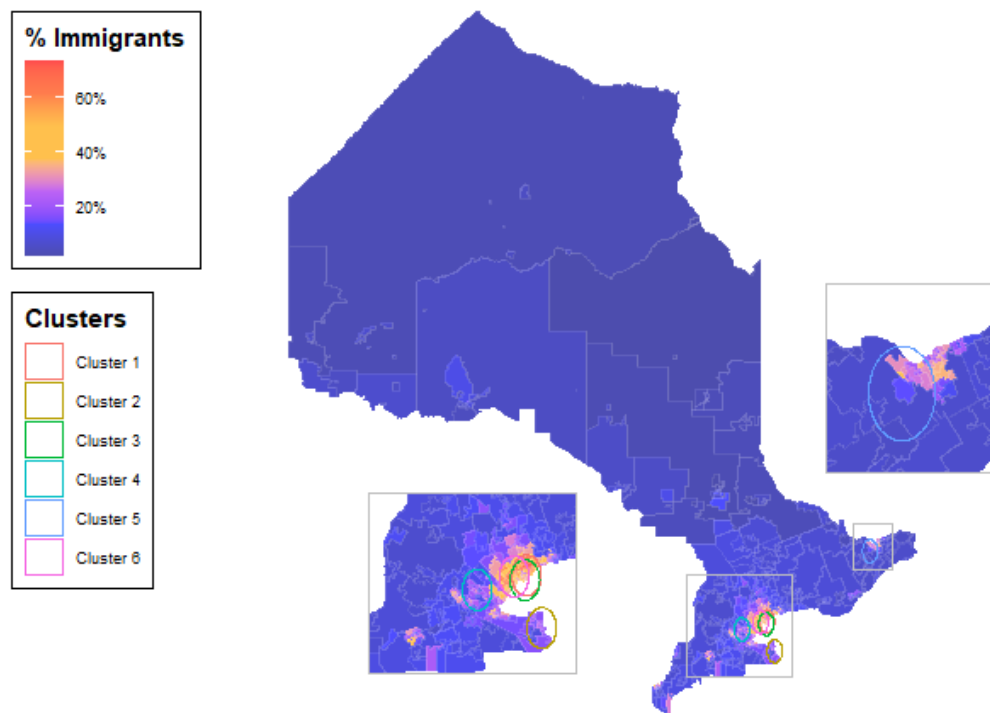 % Immigrants
60%
40%
20%
Clusters
Cluster 1
Cluster 2
Cluster 3
Cluster 4
Cluster 5
Cluster 6